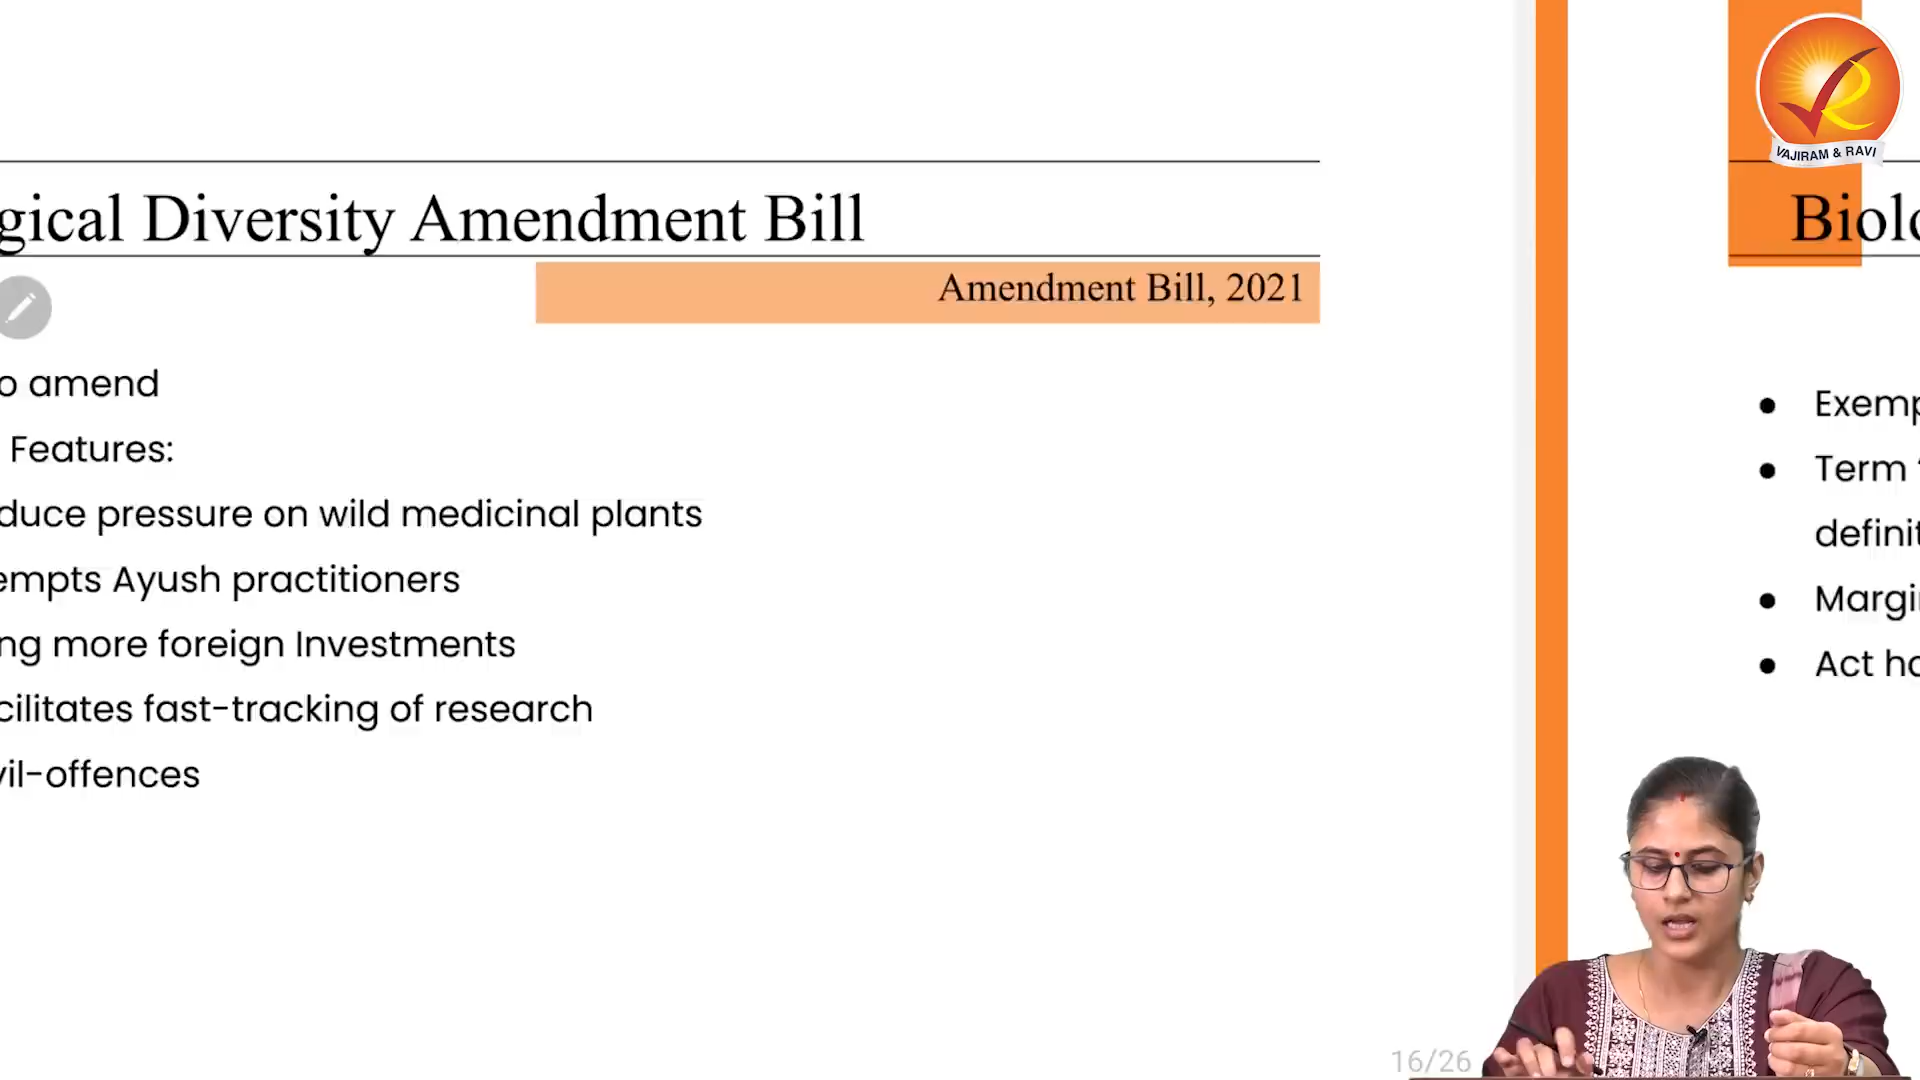 VAJIRAM & RAVI
gical Diversity Amendment Bill
Amendment Bill, 2021
o amend
Features:
duce pressure on wild medicinal plants
empts Ayush practitioners
ng more foreign Investments
cilitates fast-tracking of research
vil-offences
16/26
Biolo
Exemp
Term
definit
Margi
Act ha